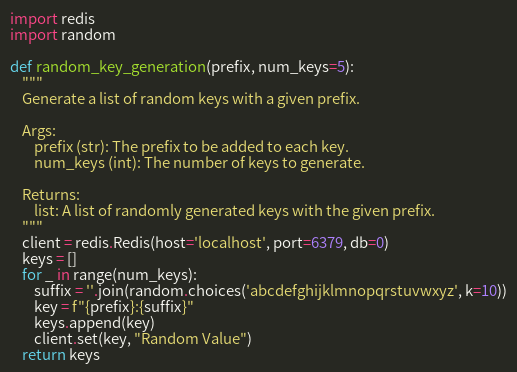 import redis
import random

def random_key_generation(prefix, num_keys=5):
    """
    Generate a list of random keys with a given prefix.

    Args:
        prefix (str): The prefix to be added to each key.
        num_keys (int): The number of keys to generate.

    Returns:
        list: A list of randomly generated keys with the given prefix.
    """
    client = redis.Redis(host='localhost', port=6379, db=0)
    keys = []
    for _ in range(num_keys):
        suffix = ''.join(random.choices('abcdefghijklmnopqrstuvwxyz', k=10))
        key = f"{prefix}:{suffix}"
        keys.append(key)
        client.set(key, "Random Value")
    return keys